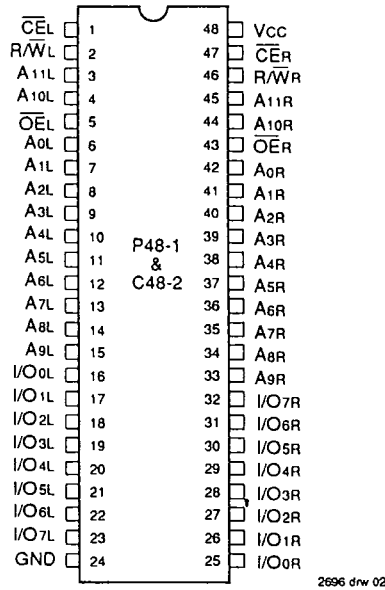 CEL 1 48 VCC
R/WL 2 47 CER
A11L 3 46 R/WR
A10L 4 45 A11R
OEL 5 44 A10R
A0L 6 43 OER
A1L 7 42 A0R
A2L 8 41 A1R
A3L 9 40 A2R
A4L 10 39 A3R
P48-1
A5L 11 38 A4R
&
A6L 12 37 A5R
C48-2
A7L 13 36 A6R
A8L 14 35 A7R
A9L 15 34 A8R
I/O0L 16 33 A9R
I/O1L 17 32 I/O7R
I/O2L 18 31 I/O6R
I/O3L 19 30 I/O5R
I/O4L 20 29 I/O4R
I/O5L 21 28 I/O3R
I/O6L 22 27 I/O2R
I/O7L 23 26 I/O1R
GND 24 25 I/O0R
2696 drw 02